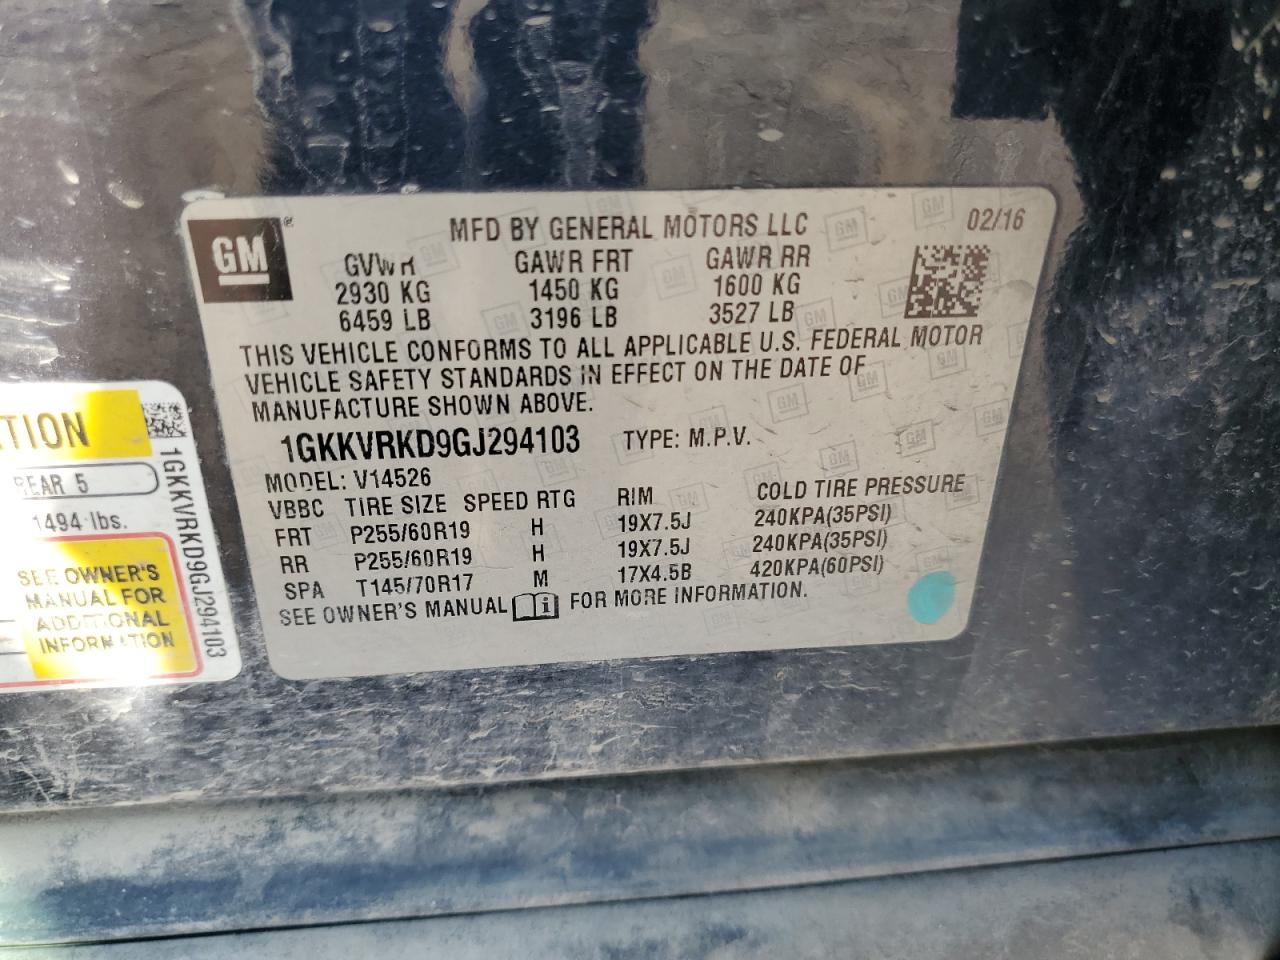 GM
MFD BY GENERAL MOTORS LLC 02/16
GVWR GAWR FRT GAWR RR
2930 KG 1450 KG 1600 KG
6459 LB 3196 LB 3527 LB
THIS VEHICLE CONFORMS TO ALL APPLICABLE U.S. FEDERAL MOTOR
VEHICLE SAFETY STANDARDS IN EFFECT ON THE DATE OF
MANUFACTURE SHOWN ABOVE.
1GKKVRKD9GJ294103 TYPE: M.P.V.
MODEL: V14526
VBBC TIRE SIZE SPEED RTG RIM COLD TIRE PRESSURE
FRT P255/60R19 H 19X7.5J 240KPA(35PSI)
RR P255/60R19 H 19X7.5J 240KPA(35PSI)
SPA T145/70R17 M 17X4.5B 420KPA(60PSI)
SEE OWNER'S MANUAL FOR MORE INFORMATION.
TION
REAR 5
1494 lbs.
SEE OWNER'S
MANUAL FOR
ADDITIONAL
INFORMATION
1GKKVRKD9GJ294103